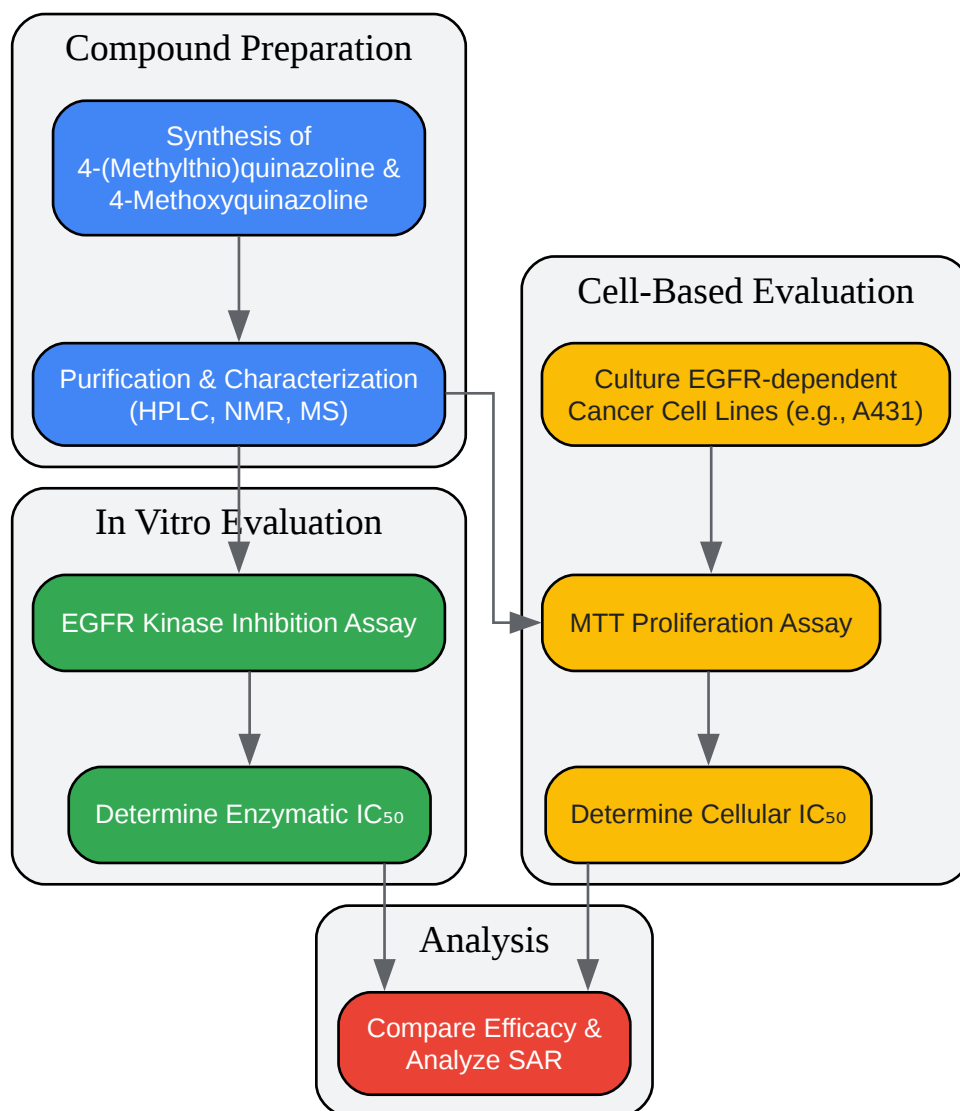 Compound Preparation
Synthesis of
4-(Methylthio)quinazoline &
4-Methoxyquinazoline
Purification & Characterization
(HPLC, NMR, MS)
In Vitro Evaluation
EGFR Kinase Inhibition Assay
Determine Enzymatic IC₅₀
Cell-Based Evaluation
Culture EGFR-dependent
Cancer Cell Lines (e.g., A431)
MTT Proliferation Assay
Determine Cellular IC₅₀
Analysis
Compare Efficacy &
Analyze SAR